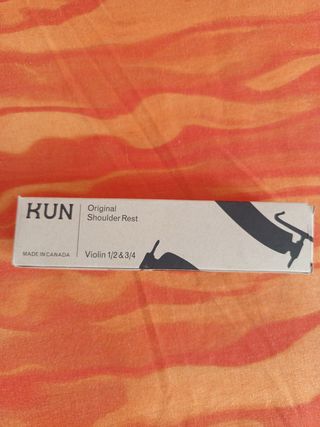 KUN
MADE IN CANADA
Original
Shoulder Rest
Violin 1/2 & 3/4